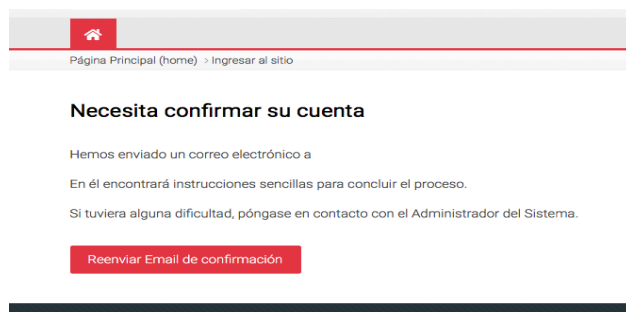 Página Principal (home) > Ingresar al sitio
Necesita confirmar su cuenta
Hemos enviado un correo electrónico a
En él encontrará instrucciones sencillas para concluir el proceso.
Si tuviera alguna dificultad, póngase en contacto con el Administrador del Sistema.
Reenviar Email de confirmación